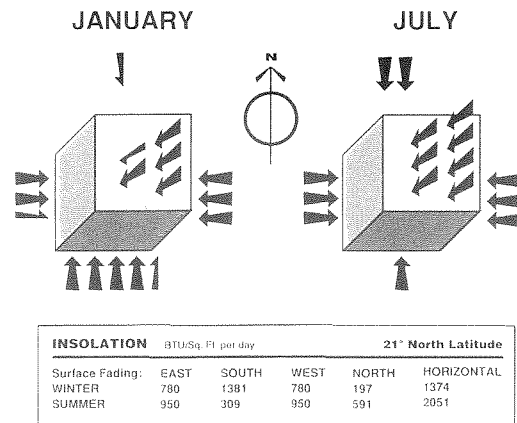 JANUARY JULY
N
INSOLATION BTU/Sq. Ft per day 21° North Latitude
Surface Fading: EAST SOUTH WEST NORTH HORIZONTAL
WINTER 780 1381 780 197 1374
SUMMER 950 309 950 591 2051